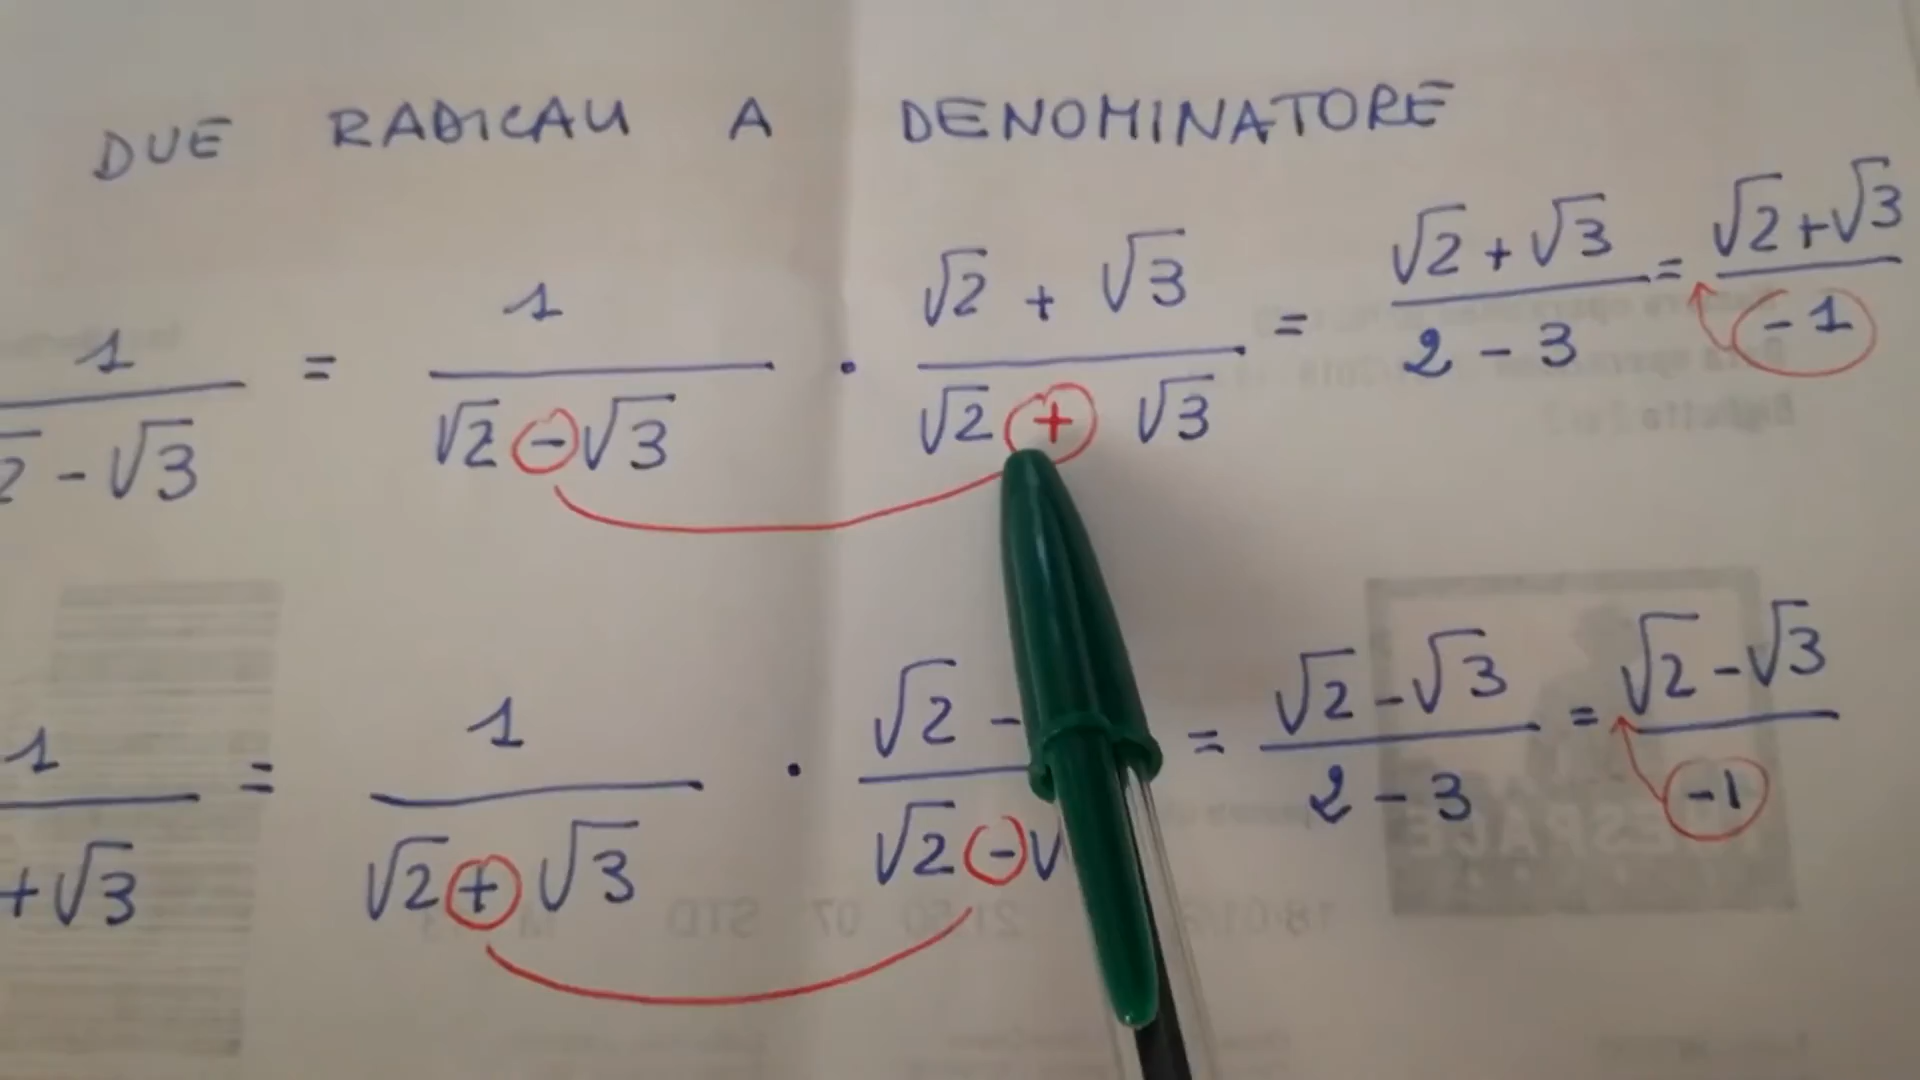 DUE RADICALI A DENOMINATORE
1/(√2 - √3) = 1/(√2 - √3) · (√2 + √3)/(√2 + √3) = (√2 + √3)/(2 - 3) = (√2 + √3)/(-1)
1/(+ √3) = 1/(√2 + √3) · (√2 -)/(√2 - √) = (√2 - √3)/(2 - 3) = (√2 - √3)/(-1)